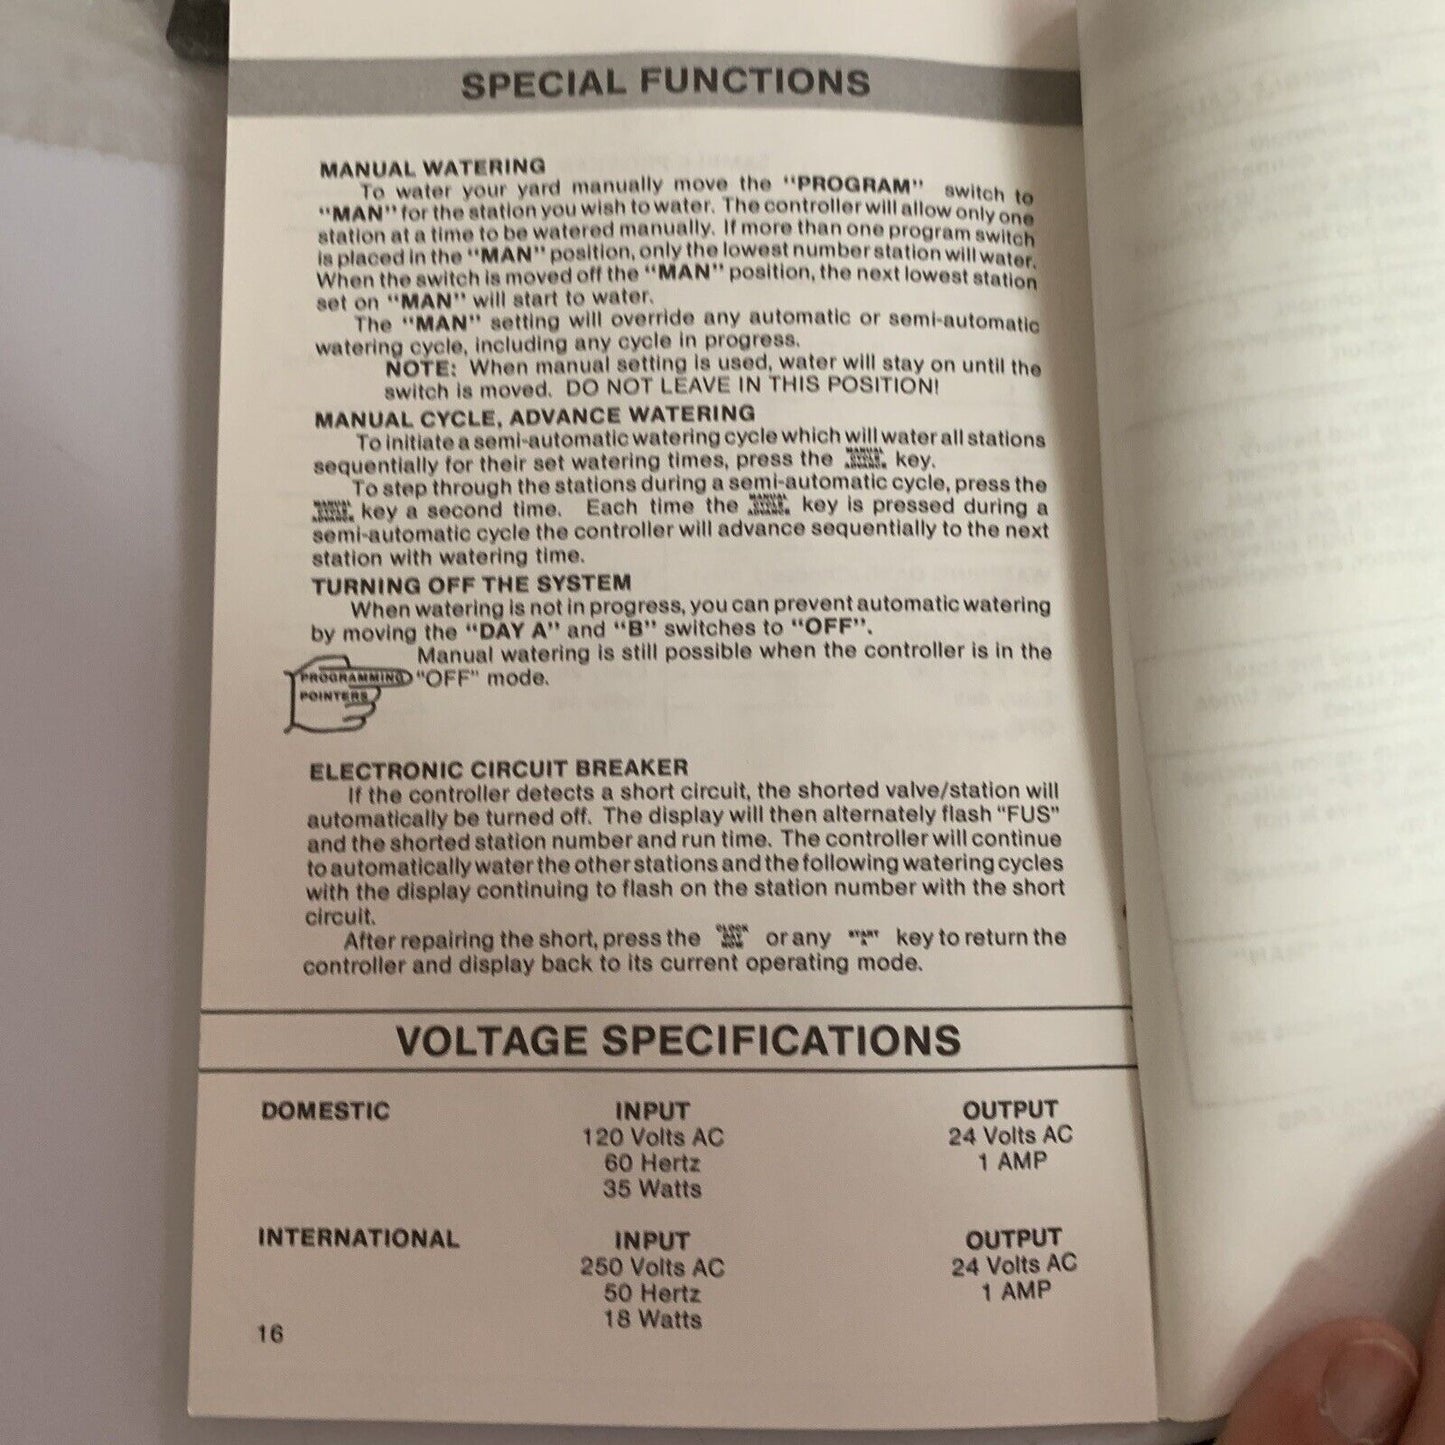 SPECIAL FUNCTIONS
MANUAL WATERING
To water your yard manually move the "PROGRAM" switch to
"MAN" for the station you wish to water. The controller will allow only one
station at a time to be watered manually. If more than one program switch
is placed in the "MAN" position, only the lowest number station will water.
When the switch is moved off the "MAN" position, the next lowest station
set on "MAN" will start to water.
The "MAN" setting will override any automatic or semi-automatic
watering cycle, including any cycle in progress.
NOTE: When manual setting is used, water will stay on until the
switch is moved. DO NOT LEAVE IN THIS POSITION!
MANUAL CYCLE, ADVANCE WATERING
To initiate a semi-automatic watering cycle which will water all stations
sequentially for their set watering times, press the MANUAL CYCLE ADVANCE key.
To step through the stations during a semi-automatic cycle, press the
MANUAL CYCLE ADVANCE key a second time. Each time the MANUAL CYCLE ADVANCE key is pressed during a
semi-automatic cycle the controller will advance sequentially to the next
station with watering time.
TURNING OFF THE SYSTEM
When watering is not in progress, you can prevent automatic watering
by moving the "DAY A" and "B" switches to "OFF".
Manual watering is still possible when the controller is in the
PROGRAMMING "OFF" mode.
POINTERS
ELECTRONIC CIRCUIT BREAKER
If the controller detects a short circuit, the shorted valve/station will
automatically be turned off. The display will then alternately flash "FUS"
and the shorted station number and run time. The controller will continue
to automatically water the other stations and the following watering cycles
with the display continuing to flash on the station number with the short
circuit.
After repairing the short, press the CLOCK DAY NOW or any START key to return the
controller and display back to its current operating mode.
VOLTAGE SPECIFICATIONS
DOMESTIC INPUT OUTPUT
120 Volts AC 24 Volts AC
60 Hertz 1 AMP
35 Watts
INTERNATIONAL INPUT OUTPUT
250 Volts AC 24 Volts AC
50 Hertz 1 AMP
18 Watts
16